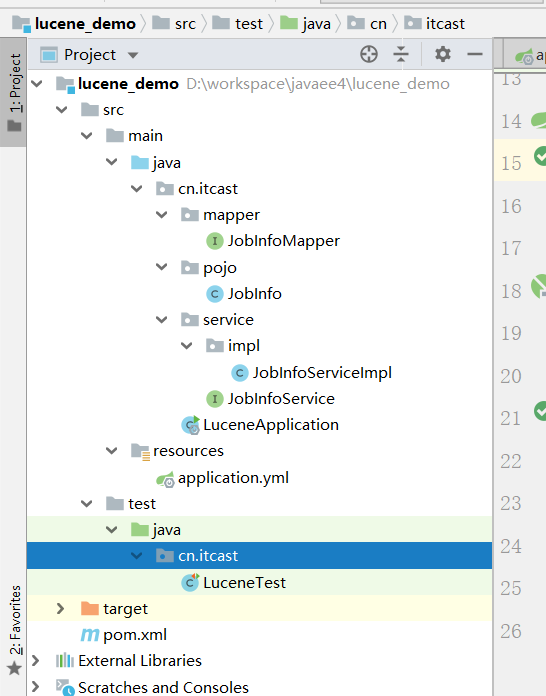 lucene_demo src test java cn itcast
1: Project
Project
lucene_demo D:\workspace\javaee4\lucene_demo
src
main
java
cn.itcast
mapper
JobInfoMapper
pojo
JobInfo
service
impl
JobInfoServiceImpl
JobInfoService
LuceneApplication
resources
application.yml
test
java
cn.itcast
LuceneTest
target
pom.xml
External Libraries
Scratches and Consoles
2: Favorites
13
14
15
16
17
18
19
20
21
22
23
24
25
26